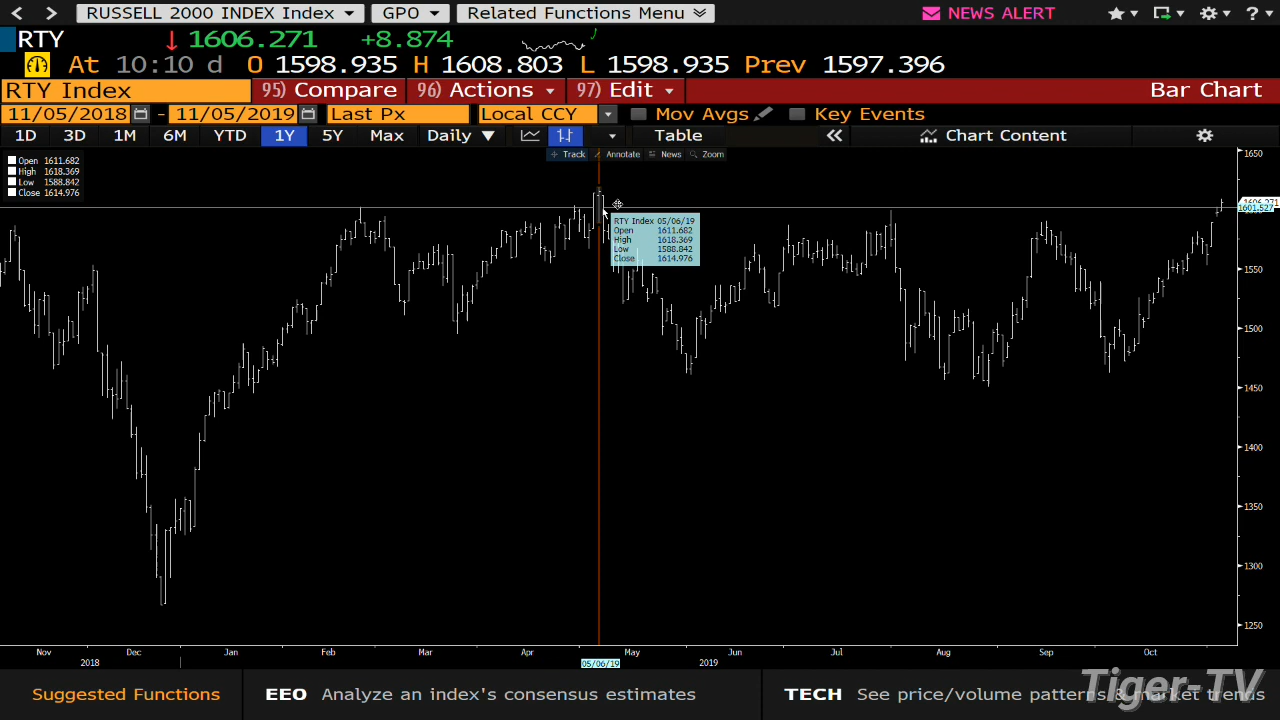 RUSSELL 2000 INDEX Index GPO Related Functions Menu NEWS ALERT
RTY 1606.271 +8.874
At 10:10 d O 1598.935 H 1608.803 L 1598.935 Prev 1597.396
RTY Index 95) Compare 96) Actions 97) Edit Bar Chart
11/05/2018 - 11/05/2019 Last Px Local CCY Mov Avgs Key Events
1D 3D 1M 6M YTD 1Y 5Y Max Daily Table Chart Content
Track Annotate News Zoom
Open 1611.682
High 1618.369
Low 1588.842
Close 1614.976
RTY Index 05/06/19
Open 1611.682
High 1618.369
Low 1588.842
Close 1614.976
1650
1606.271
1601.527
1550
1500
1450
1400
1350
1300
1250
Nov Dec Jan Feb Mar Apr May Jun Jul Aug Sep Oct
2018 05/06/19 2019
Suggested Functions EEO Analyze an index's consensus estimates TECH See price/volume patterns & market trends
Tiger-TV